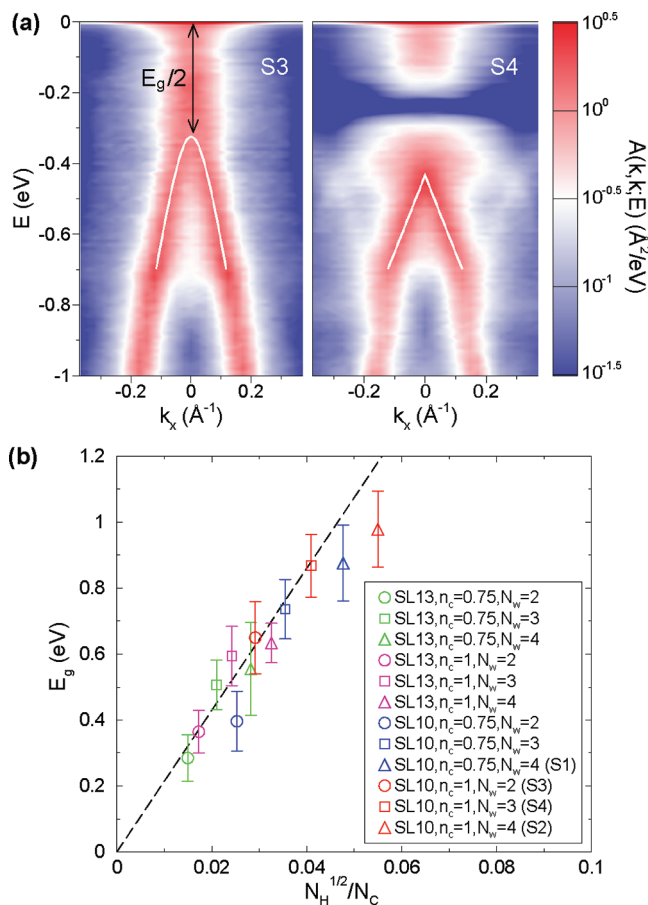 (a)
S3
S4
E_g/2
0
-0.2
-0.4
-0.6
-0.8
-1
E (eV)
-0.2
0
0.2
k_x (Å^-1)
-0.2
0
0.2
k_x (Å^-1)
10^0.5
10^0
10^-0.5
10^-1
10^-1.5
A(k,k;E) (Å^2/eV)
(b)
1.2
1
0.8
0.6
0.4
0.2
0
E_g (eV)
SL13,n_c=0.75,N_w=2
SL13,n_c=0.75,N_w=3
SL13,n_c=0.75,N_w=4
SL13,n_c=1,N_w=2
SL13,n_c=1,N_w=3
SL13,n_c=1,N_w=4
SL10,n_c=0.75,N_w=2
SL10,n_c=0.75,N_w=3
SL10,n_c=0.75,N_w=4 (S1)
SL10,n_c=1,N_w=2 (S3)
SL10,n_c=1,N_w=3 (S4)
SL10,n_c=1,N_w=4 (S2)
0
0.02
0.04
0.06
0.08
0.1
N_H^1/2/N_C